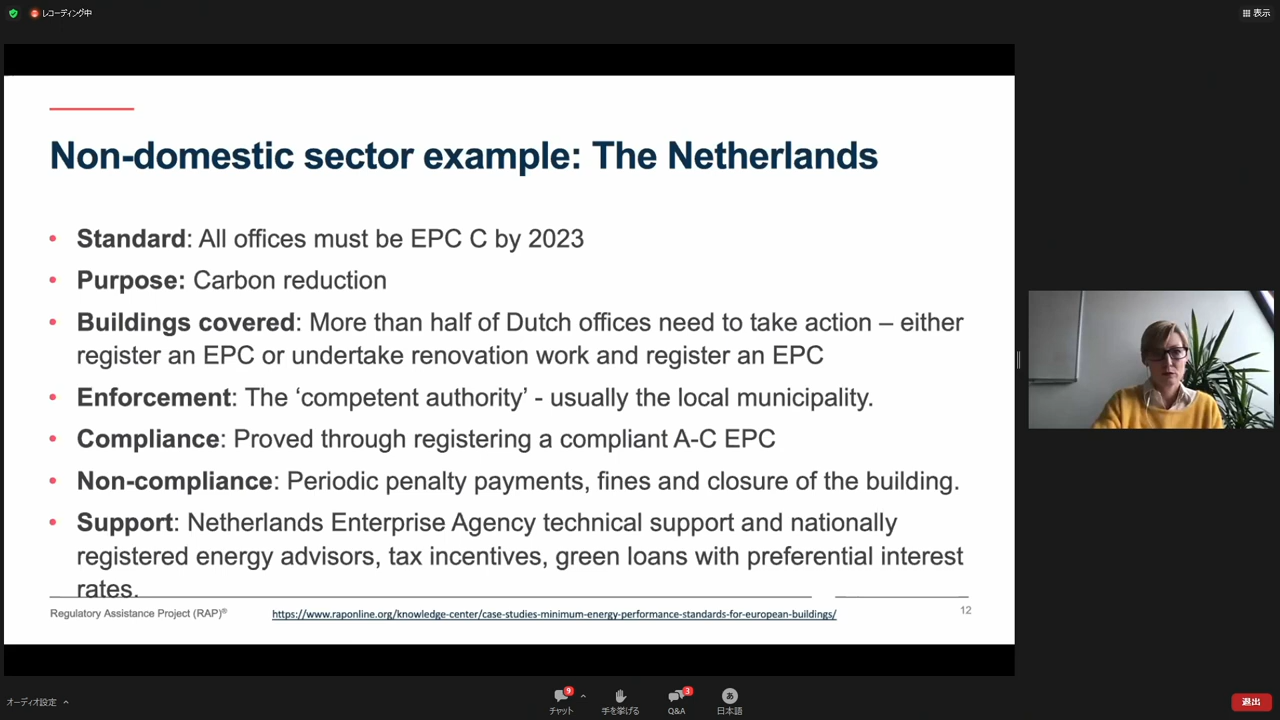 レコーディング中
表示
Non-domestic sector example: The Netherlands
• Standard: All offices must be EPC C by 2023
• Purpose: Carbon reduction
• Buildings covered: More than half of Dutch offices need to take action – either
register an EPC or undertake renovation work and register an EPC
• Enforcement: The ‘competent authority’ - usually the local municipality.
• Compliance: Proved through registering a compliant A-C EPC
• Non-compliance: Periodic penalty payments, fines and closure of the building.
• Support: Netherlands Enterprise Agency technical support and nationally
registered energy advisors, tax incentives, green loans with preferential interest
rates.
Regulatory Assistance Project (RAP)®
https://www.raponline.org/knowledge-center/case-studies-minimum-energy-performance-standards-for-european-buildings/
12
オーディオ設定
9
チャット
手を挙げる
3
Q&A
あ
日本語
退出